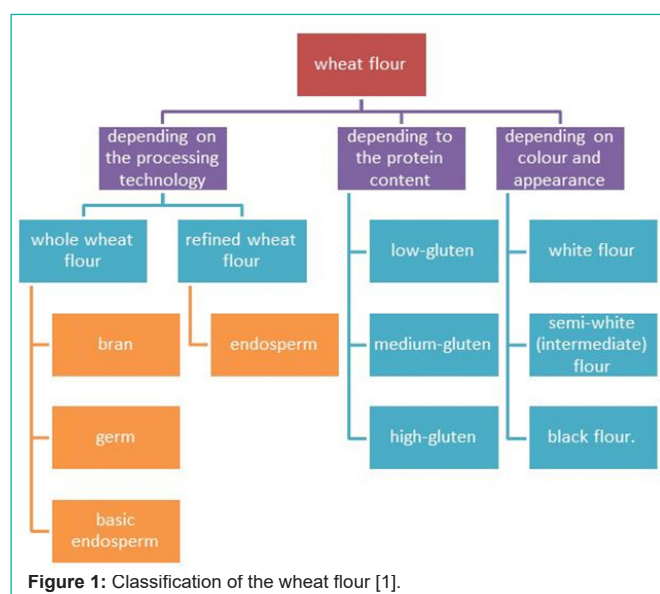 wheat flour
depending on
the processing
technology
depending to
the protein
content
depending on
colour and
appearance
whole wheat
flour
refined wheat
flour
low-gluten
white flour
bran
endosperm
medium-gluten
semi-white
(intermediate)
flour
germ
high-gluten
black flour.
basic
endosperm
Figure 1: Classification of the wheat flour [1].